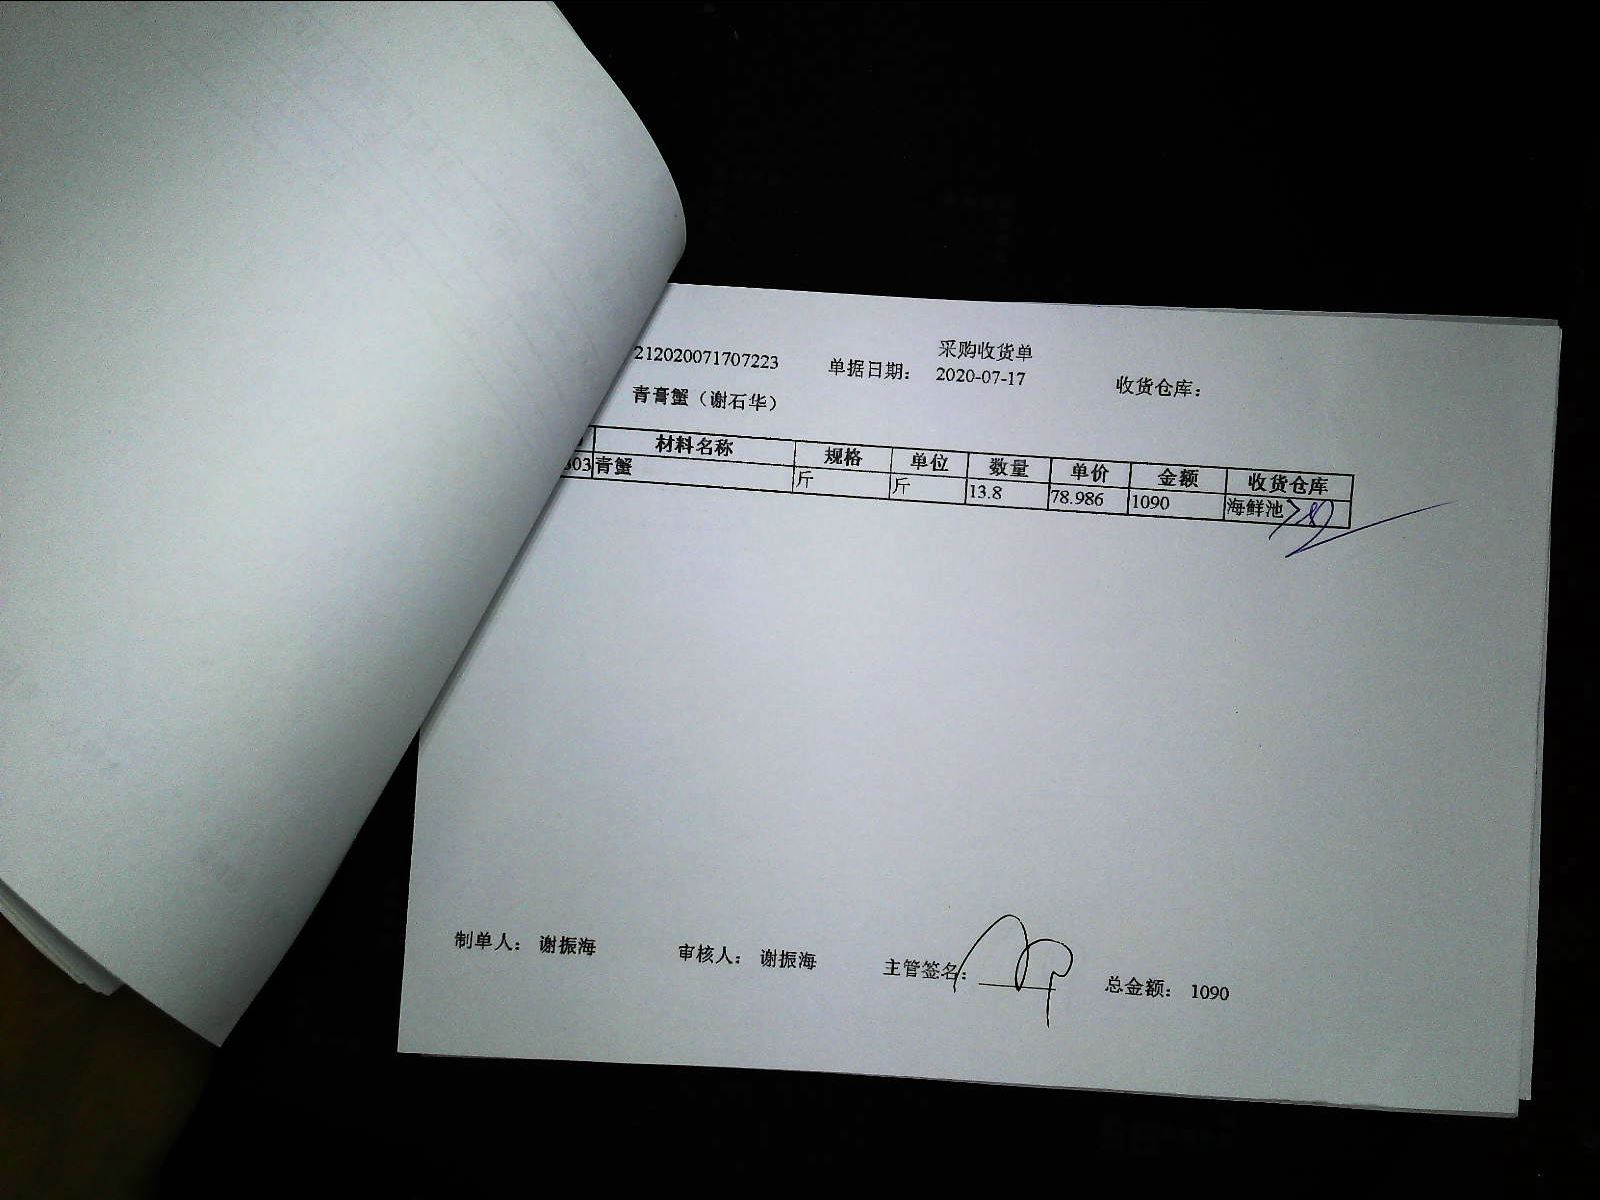 采购收货单
212020071707223 单据日期： 2020-07-17 收货仓库：
青膏蟹（谢石华）
材料名称 规格 单位 数量 单价 金额 收货仓库
303 青蟹 斤 斤 13.8 78.986 1090 海鲜池
制单人： 谢振海 审核人： 谢振海 主管签名： 总金额： 1090